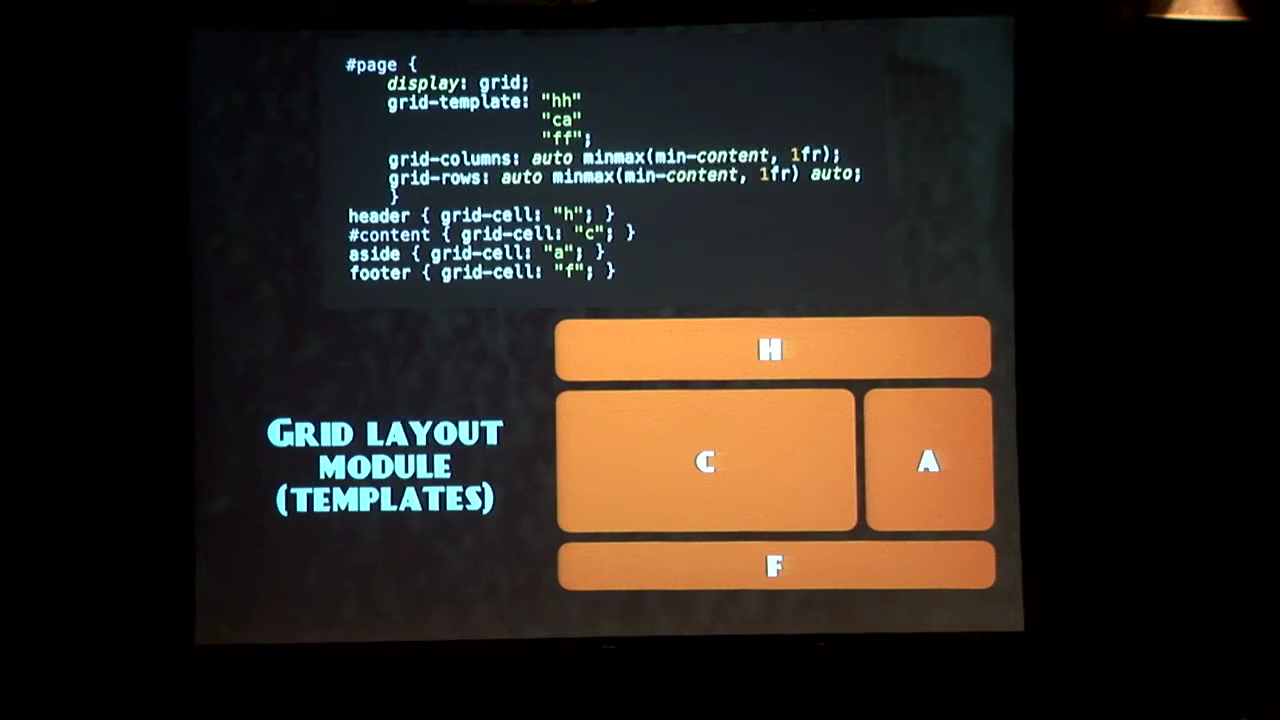 #page {
display: grid;
grid-template: "hh"
"ca"
"ff";
grid-columns: auto minmax(min-content, 1fr);
grid-rows: auto minmax(min-content, 1fr) auto;
}
header { grid-cell: "h"; }
#content { grid-cell: "c"; }
aside { grid-cell: "a"; }
footer { grid-cell: "f"; }
H
C A
F
GRID LAYOUT
MODULE
(TEMPLATES)